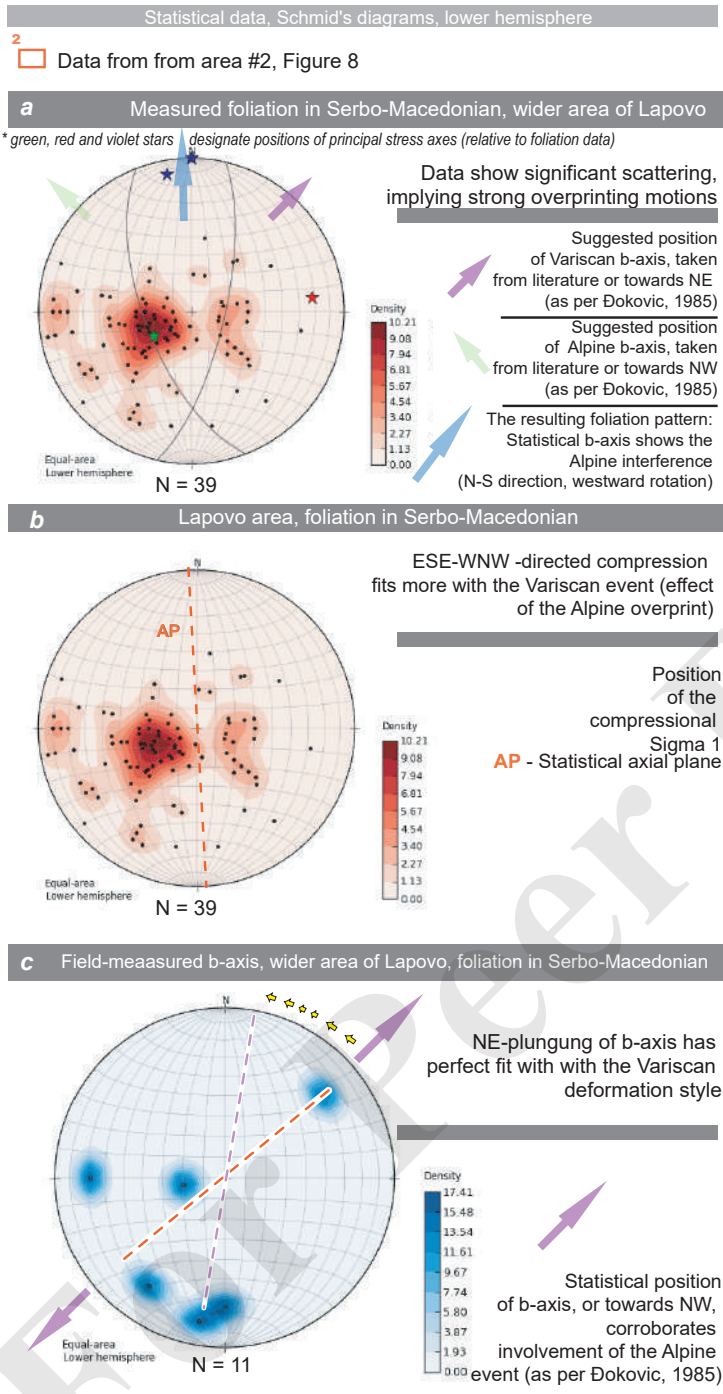 Statistical data, Schmid's diagrams, lower hemisphere
2
Data from from area #2, Figure 8
a Measured foliation in Serbo-Macedonian, wider area of Lapovo
* green, red and violet stars designate positions of principal stress axes (relative to foliation data)
N
Data show significant scattering,
implying strong overprinting motions
Suggested position
of Variscan b-axis, taken
from literature or towards NE
(as per Đokovic, 1985)
Suggested position
of Alpine b-axis, taken
from literature or towards NW
(as per Đokovic, 1985)
The resulting foliation pattern:
Statistical b-axis shows the
Alpine interference
(N-S direction, westward rotation)
Density
10.21
9.08
7.94
6.81
5.67
4.54
3.40
2.27
1.13
0.00
Equal-area
Lower hemisphere
N = 39
b Lapovo area, foliation in Serbo-Macedonian
N
AP
ESE-WNW -directed compression
fits more with the Variscan event (effect
of the Alpine overprint)
Position
of the
compressional
Sigma 1
AP - Statistical axial plane
Density
10.21
9.08
7.94
6.81
5.67
4.54
3.40
2.27
1.13
0.00
Equal-area
Lower hemisphere
N = 39
c Field-meaasured b-axis, wider area of Lapovo, foliation in Serbo-Macedonian
N
NE-plungung of b-axis has
perfect fit with with the Variscan
deformation style
Density
17.41
15.48
13.54
11.61
9.67
7.74
5.80
3.87
1.93
0.00
Statistical position
of b-axis, or towards NW,
corroborates
involvement of the Alpine
event (as per Đokovic, 1985)
Equal-area
Lower hemisphere
N = 11
For Peer